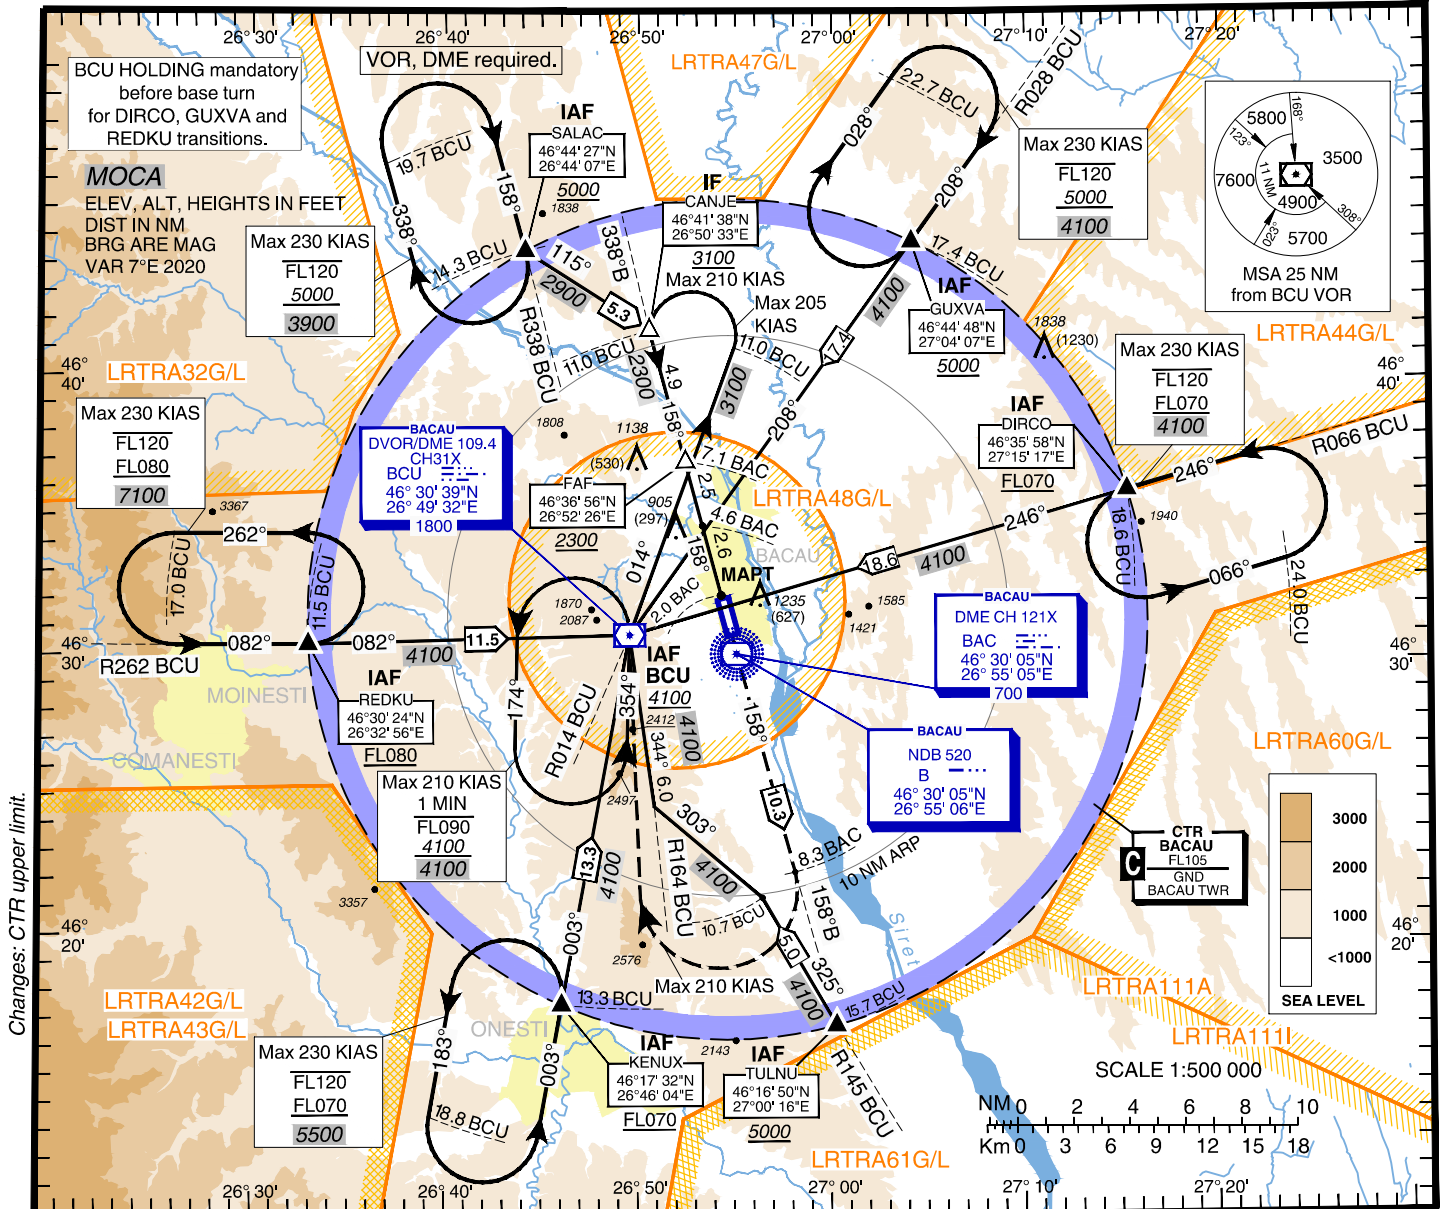 26°30'
26°40'
26°50'
27°00'
27°10'
27°20'
BCU HOLDING mandatory
before base turn
for DIRCO, GUXVA and
REDKU transitions.
VOR, DME required.
MOCA
ELEV, ALT, HEIGHTS IN FEET
DIST IN NM
BRG ARE MAG
VAR 7°E 2020
Max 230 KIAS
FL120
5000
3900
19.7 BCU
338°
158°
14.3 BCU
IAF
SALAC
46°44' 27"N
26°44' 07"E
5000
1838
115°
2900
5.3
338°B
R338 BCU
11.0 BCU
IF
CANJE
46°41' 38"N
26°50' 33"E
3100
Max 210 KIAS
Max 205
KIAS
11.0 BCU
LRTRA47G/L
028°
22.7 BCU
208°
R028 BCU
Max 230 KIAS
FL120
5000
4100
17.4 BCU
IAF
GUXVA
46°44' 48"N
27°04' 07"E
5000
4100
17.4
208°
5800
168°
123°
3500
11 NM
7600
4900
308°
023°
5700
MSA 25 NM
from BCU VOR
LRTRA44G/L
1838
(1230)
Max 230 KIAS
FL120
FL070
4100
46°
40'
46°
40'
LRTRA32G/L
Max 230 KIAS
FL120
FL080
7100
3367
262°
17.0 BCU
11.5 BCU
082°
082°
R262 BCU
4100
11.5
46°
30'
46°
30'
IAF
REDKU
46°30' 24"N
26°32' 56"E
FL080
MOINESTI
COMANESTI
BACAU
DVOR/DME 109.4
CH31X
BCU
46° 30' 39"N
26° 49' 32"E
1800
1808
1138
(530)
2300
4.9
158°
3100
7.1 BAC
FAF
46°36' 56"N
26°52' 26"E
2300
905
(297)
2.5
4.6 BAC
2.6
158°
014°
2.0 BAC
MAPT
BACAU
LRTRA48G/L
1235
(627)
1585
1421
IAF
DIRCO
46°35' 58"N
27°15' 17"E
FL070
R066 BCU
246°
246°
1940
18.6 BCU
18.6
4100
066°
24.0 BCU
1870
2087
IAF
BCU
4100
2412
4100
174°
R014 BCU
354°
344°
6.0
2497
BACAU
DME CH 121X
BAC
46° 30' 05"N
26° 55' 05"E
700
BACAU
NDB 520
B
46° 30' 05"N
26° 55' 06"E
158°
10.3
8.3 BAC
10 NM ARP
158°B
Siret
Max 210 KIAS
1 MIN
FL090
4100
4100
303°
4100
R164 BCU
10.7 BCU
5.0
325°
4100
13.3
4100
003°
2576
Max 210 KIAS
3357
46°
20'
46°
20'
LRTRA60G/L
CTR
BACAU
C
FL105
GND
BACAU TWR
3000
2000
1000
<1000
SEA LEVEL
Changes: CTR upper limit.
LRTRA42G/L
LRTRA43G/L
Max 230 KIAS
FL120
FL070
5500
183°
003°
18.8 BCU
13.3 BCU
ONESTI
IAF
KENUX
46°17' 32"N
26°46' 04"E
FL070
2143
IAF
TULNU
46°16' 50"N
27°00' 16"E
5000
15.7 BCU
R145 BCU
LRTRA61G/L
LRTRA111A
LRTRA111I
SCALE 1:500 000
NM 0 2 4 6 8 10
Km 0 3 6 9 12 15 18
26°30'
26°40'
26°50'
27°00'
27°10'
27°20'